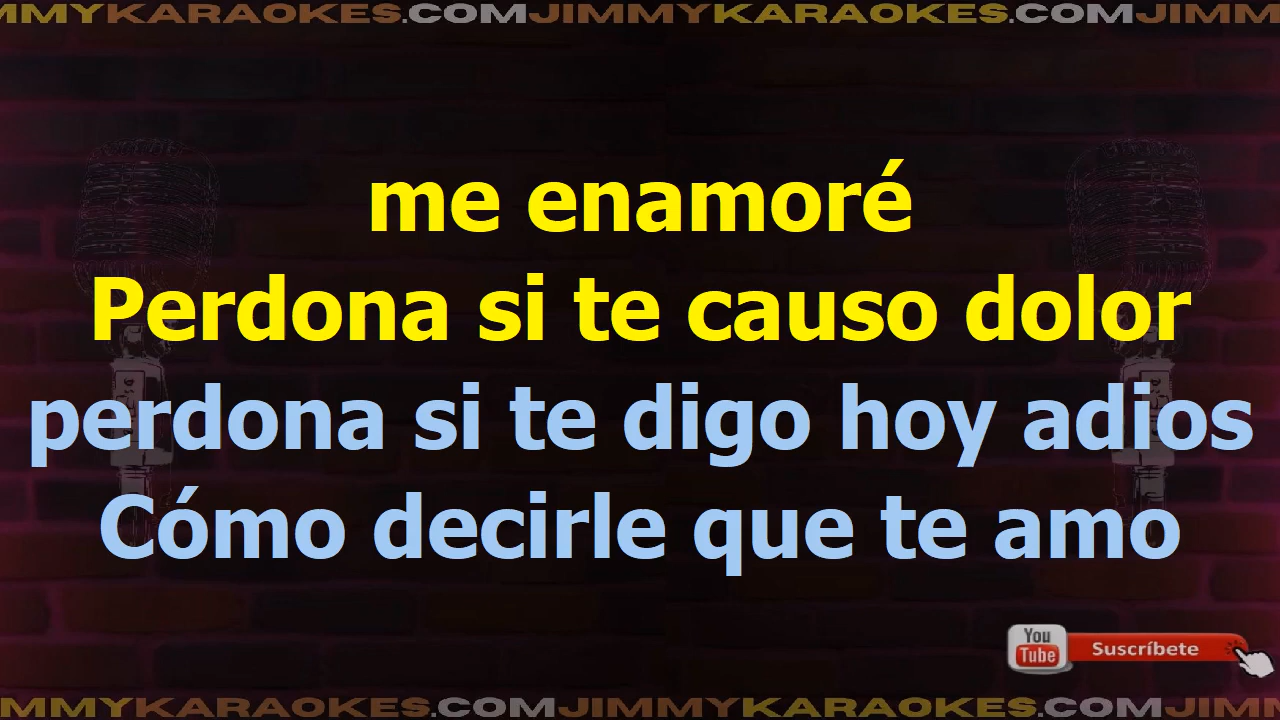 JIMMYKARAOKES.COMJIMMYKARAOKES.COMJIMM
me enamoré
Perdona si te causo dolor
perdona si te digo hoy adios
Cómo decirle que te amo
You
Tube
Suscríbete
MMYKARAOKES.COMJIMMYKARAOKES.COMJIMM